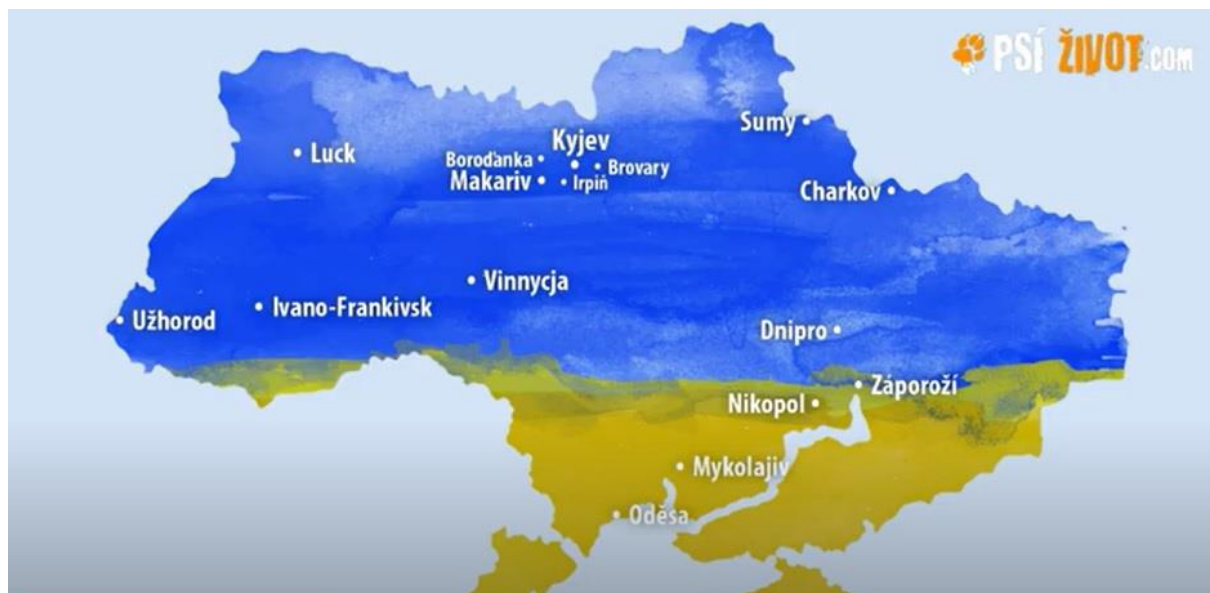 PSÍ ŽIVOT.COM
Sumy
Kyjev
Luck
Boroďanka
Brovary
Makariv
Irpiň
Charkov
Vinnycja
Ivano-Frankivsk
Užhorod
Dnipro
Záporoží
Nikopol
Mykolajiv
Oděsa